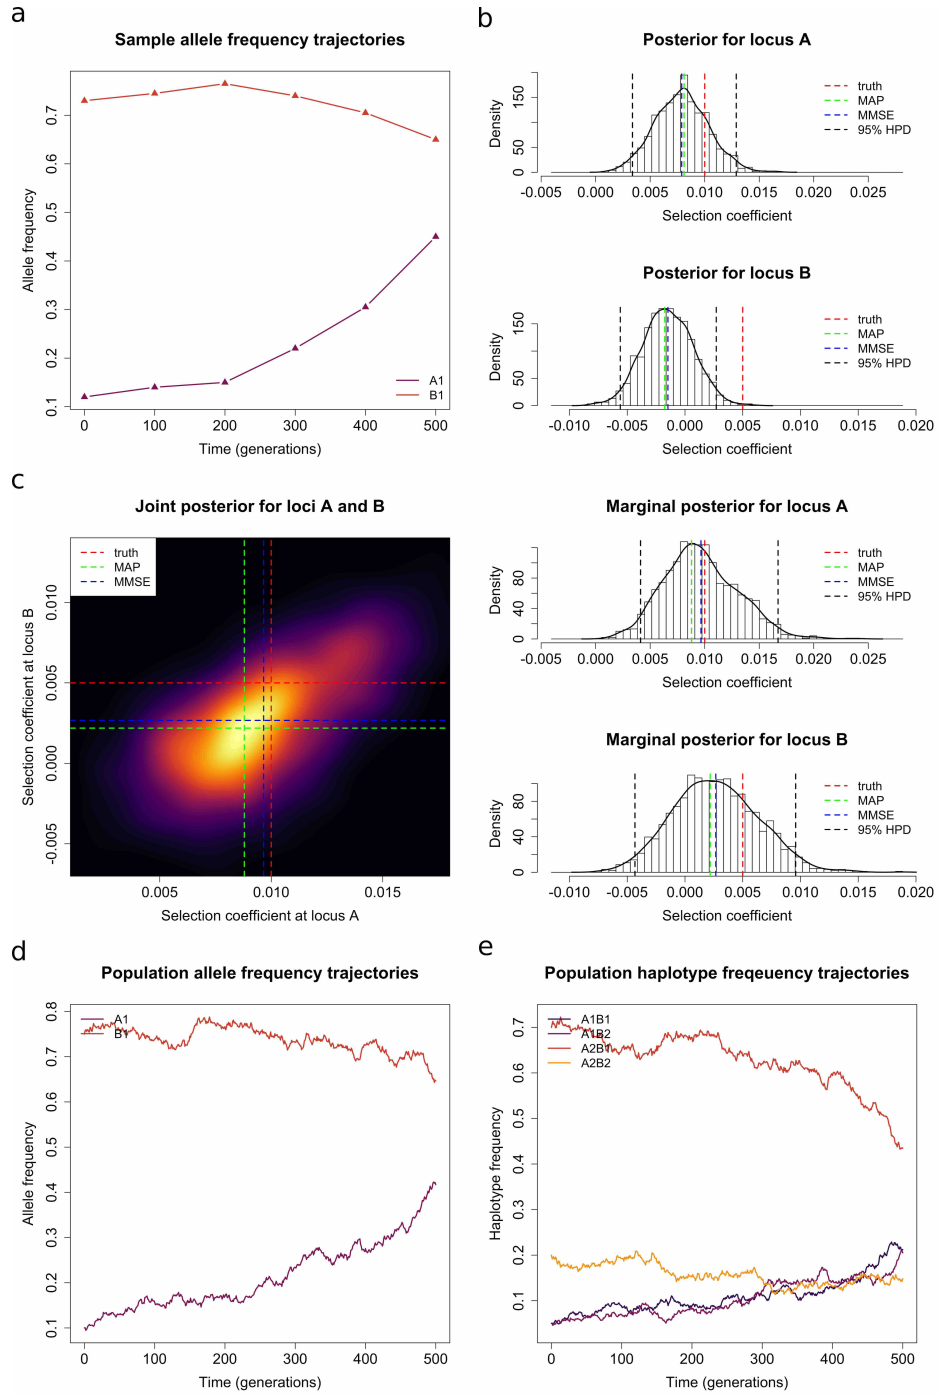 a
Sample allele frequency trajectories
Allele frequency
0.1 0.2 0.3 0.4 0.5 0.6 0.7
A1
B1
0 100 200 300 400 500
Time (generations)
b
Posterior for locus A
Density
0 50 150
truth
MAP
MMSE
95% HPD
-0.005 0.000 0.005 0.010 0.015 0.020 0.025
Selection coefficient
Posterior for locus B
Density
0 50 150
truth
MAP
MMSE
95% HPD
-0.010 -0.005 0.000 0.005 0.010 0.015 0.020
Selection coefficient
c
Joint posterior for loci A and B
truth
MAP
MMSE
Selection coefficient at locus B
-0.005 0.000 0.005 0.010
0.005 0.010 0.015
Selection coefficient at locus A
Marginal posterior for locus A
Density
0 40 80
truth
MAP
MMSE
95% HPD
-0.005 0.000 0.005 0.010 0.015 0.020 0.025
Selection coefficient
Marginal posterior for locus B
Density
0 40 80
truth
MAP
MMSE
95% HPD
-0.010 -0.005 0.000 0.005 0.010 0.015 0.020
Selection coefficient
d
Population allele frequency trajectories
A1
B1
Allele frequency
0.1 0.2 0.3 0.4 0.5 0.6 0.7 0.8
0 100 200 300 400 500
Time (generations)
e
Population haplotype freqeuency trajectories
A1B1
A1B2
A2B1
A2B2
Haplotype frequency
0.1 0.2 0.4 0.6 0.7
0 100 200 300 400 500
Time (generations)